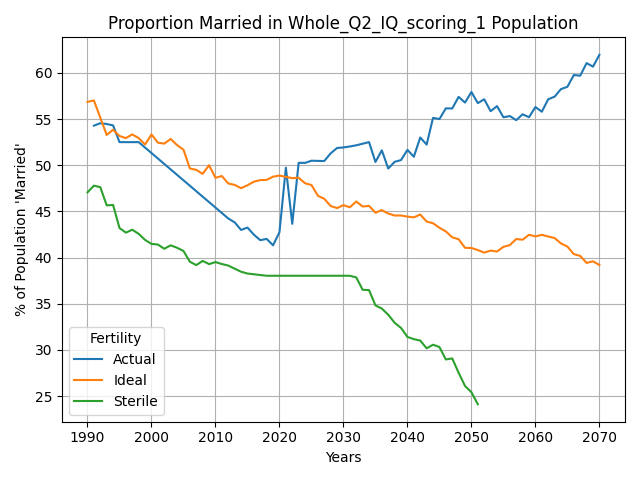 Proportion Married in Whole_Q2_IQ_scoring_1 Population
% of Population 'Married'
60
55
50
45
40
35
30
25
Fertility
Actual
Ideal
Sterile
1990 2000 2010 2020 2030 2040 2050 2060 2070
Years